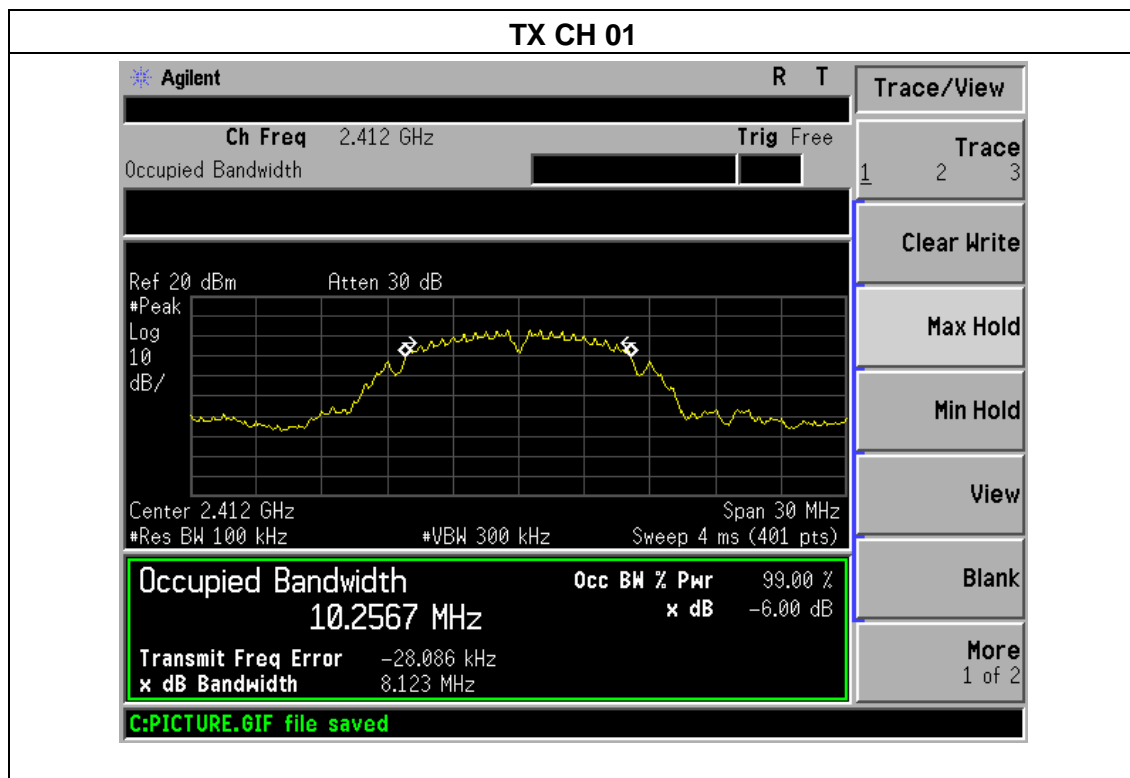 TX CH 01
Agilent R T
Trace/View
Ch Freq 2.412 GHz Trig Free
Occupied Bandwidth
Trace
1 2 3
Clear Write
Ref 20 dBm Atten 30 dB
#Peak
Log
10
dB/
Max Hold
Min Hold
View
Center 2.412 GHz Span 30 MHz
#Res BW 100 kHz #VBW 300 kHz Sweep 4 ms (401 pts)
Occupied Bandwidth Occ BW % Pwr 99.00 %
10.2567 MHz x dB -6.00 dB
Blank
Transmit Freq Error -28.086 kHz
x dB Bandwidth 8.123 MHz
More
1 of 2
C:PICTURE.GIF file saved